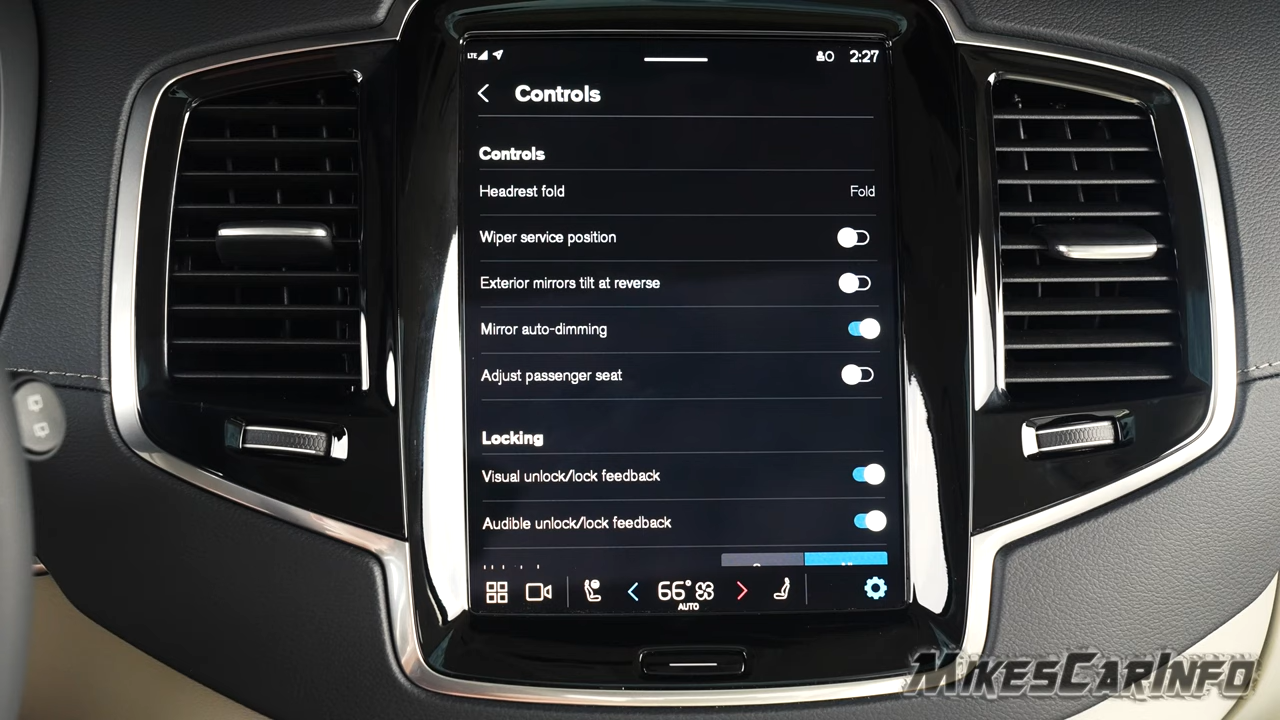 LTE 2:27
Controls
Controls
Headrest fold Fold
Wiper service position
Exterior mirrors tilt at reverse
Mirror auto-dimming
Adjust passenger seat
Locking
Visual unlock/lock feedback
Audible unlock/lock feedback
66°
AUTO
MikesCarInfo